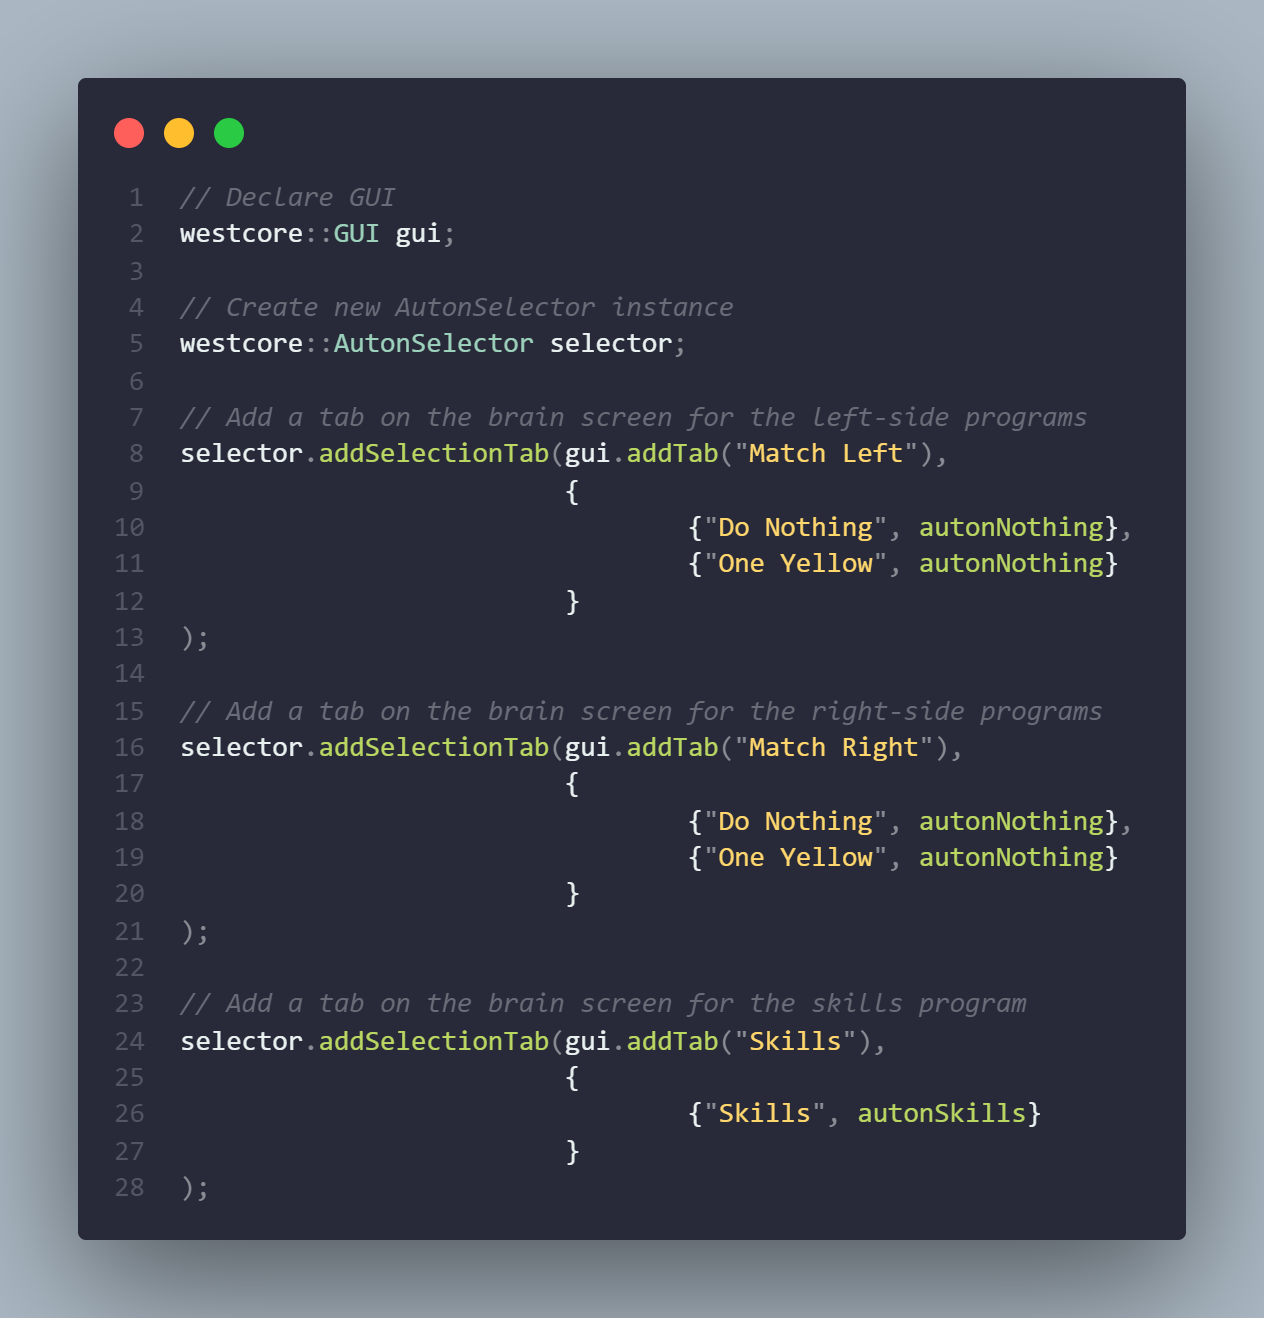 1 // Declare GUI
2 westcore::GUI gui;
3
4 // Create new AutonSelector instance
5 westcore::AutonSelector selector;
6
7 // Add a tab on the brain screen for the left-side programs
8 selector.addSelectionTab(gui.addTab("Match Left"),
9                          {
10                                 {"Do Nothing", autonNothing},
11                                 {"One Yellow", autonNothing}
12                         }
13 );
14
15 // Add a tab on the brain screen for the right-side programs
16 selector.addSelectionTab(gui.addTab("Match Right"),
17                         {
18                                 {"Do Nothing", autonNothing},
19                                 {"One Yellow", autonNothing}
20                         }
21 );
22
23 // Add a tab on the brain screen for the skills program
24 selector.addSelectionTab(gui.addTab("Skills"),
25                         {
26                                 {"Skills", autonSkills}
27                         }
28 );